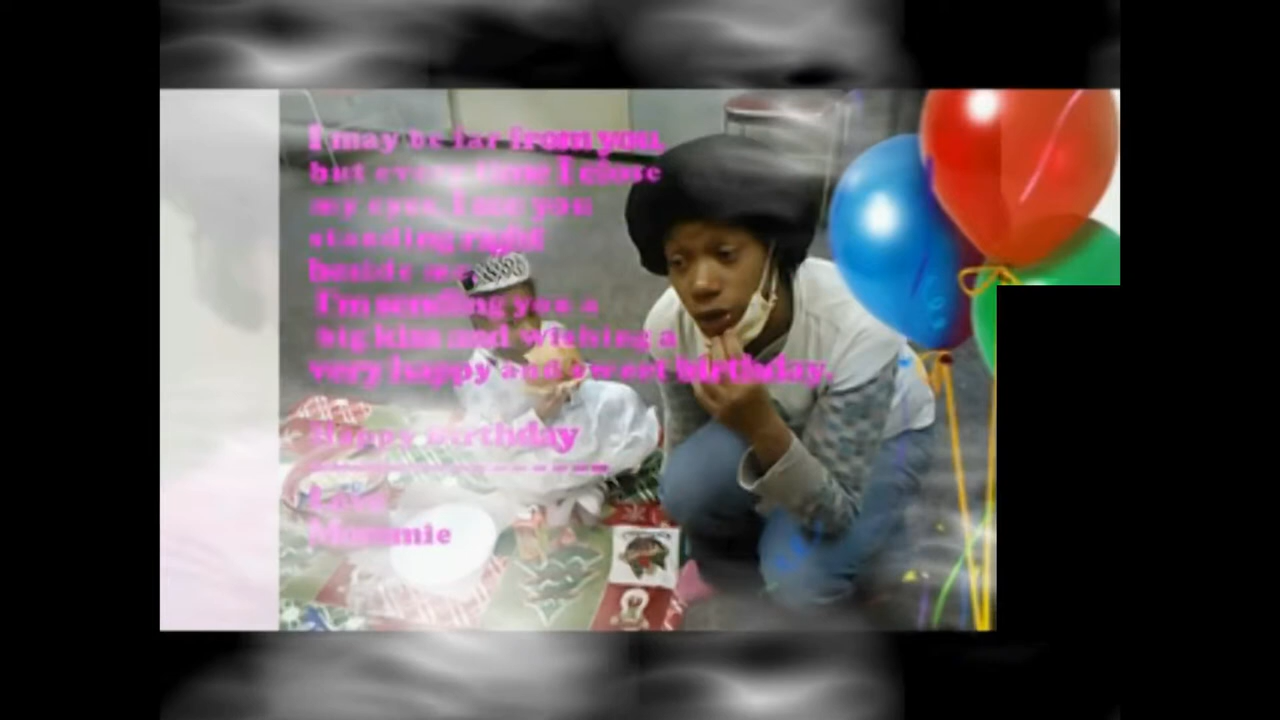 I may be far from you,
but every time I close
my eyes, I see you
standing right
beside me.
I'm sending you a
big kiss and wishing a
very happy and sweet birthday.
Happy Birthday
Love
Mommie